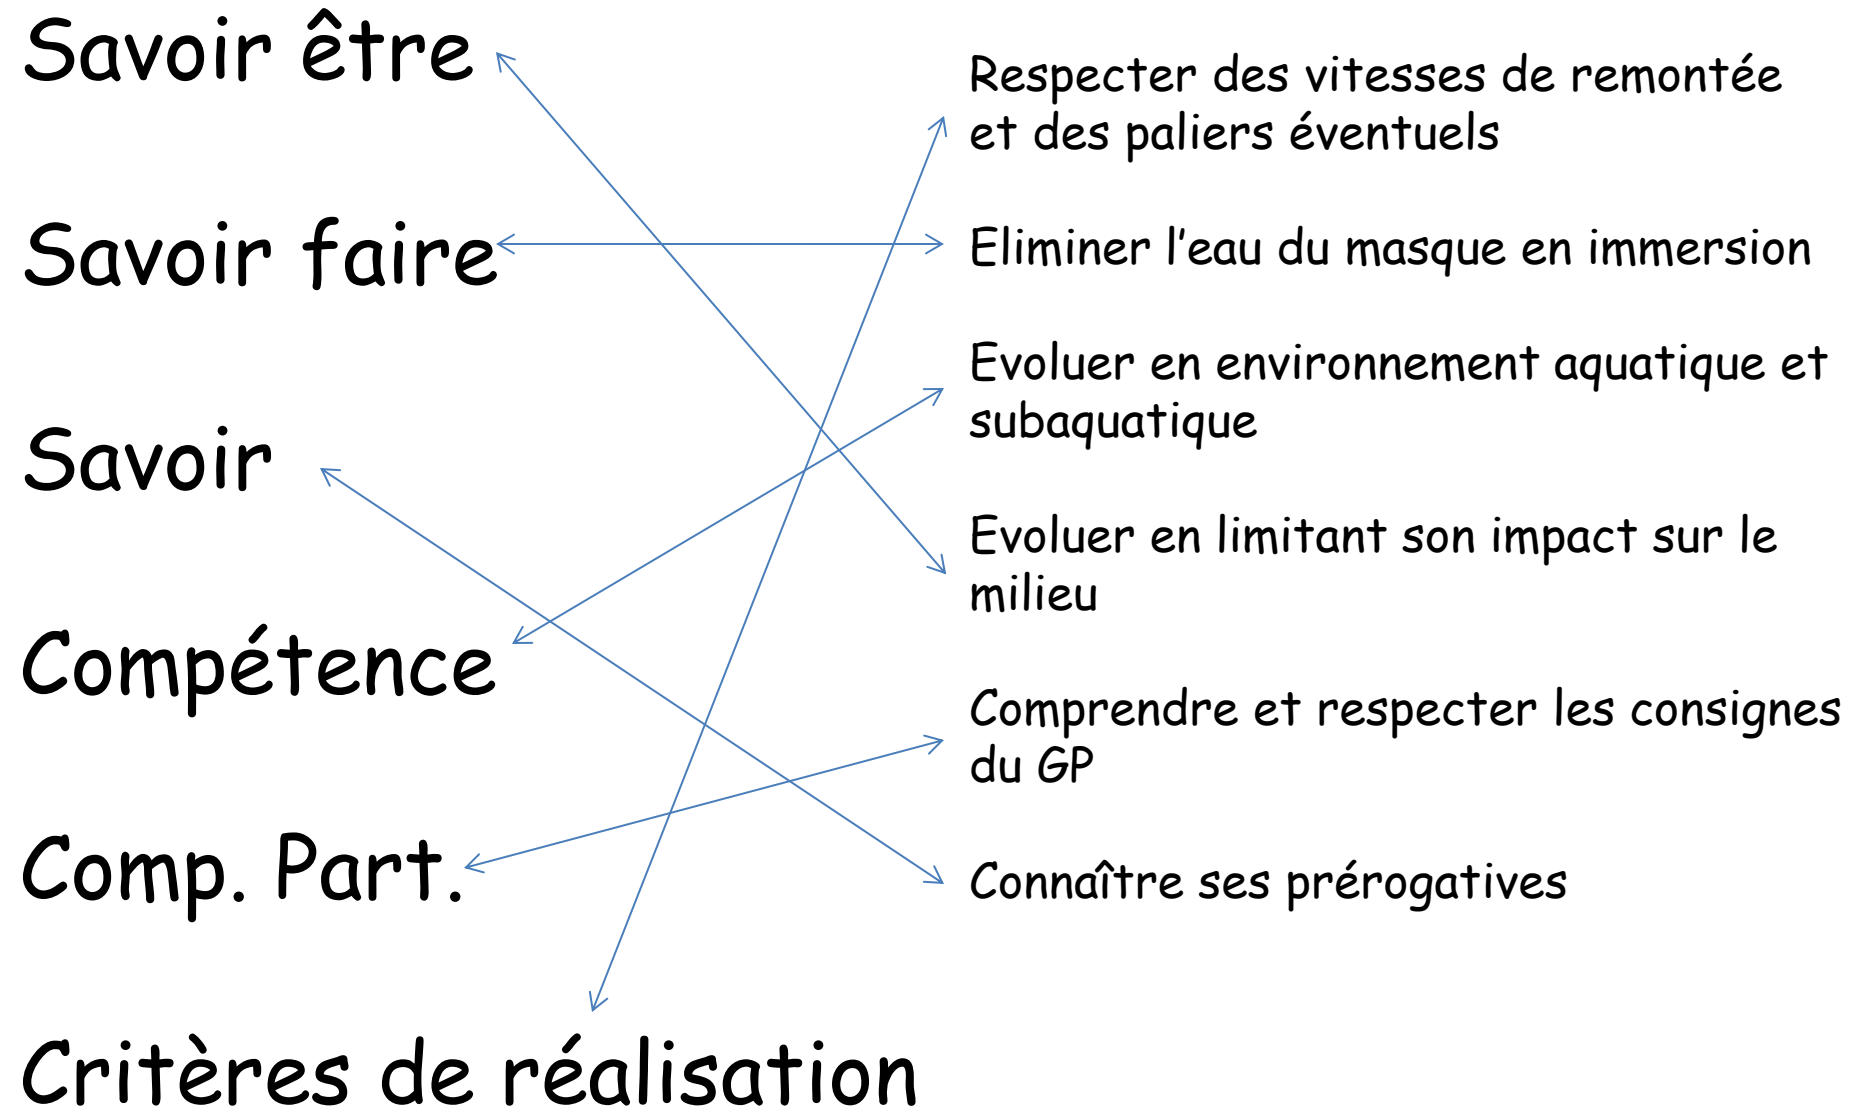 Savoir être
Savoir faire
Savoir
Compétence
Comp. Part.
Critères de réalisation
Respecter des vitesses de remontée
et des paliers éventuels
Eliminer l’eau du masque en immersion
Evoluer en environnement aquatique et
subaquatique
Evoluer en limitant son impact sur le
milieu
Comprendre et respecter les consignes
du GP
Connaître ses prérogatives